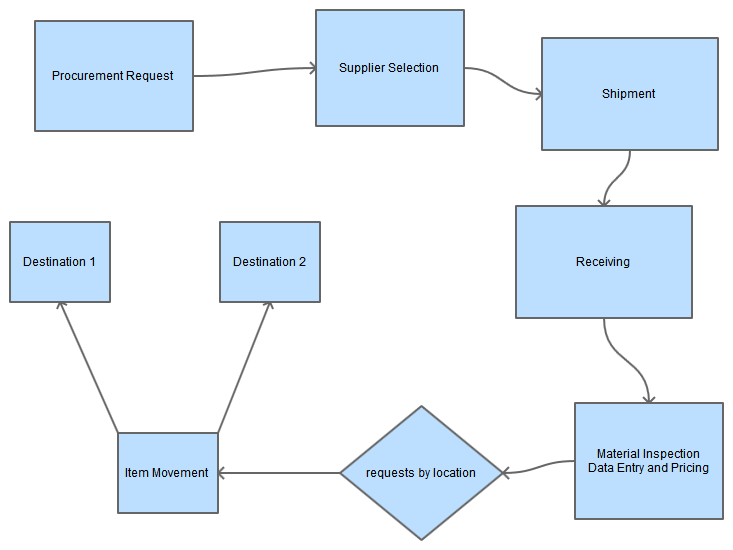 Procurement Request
Supplier Selection
Shipment
Receiving
Material Inspection
Data Entry and Pricing
requests by location
Item Movement
Destination 1
Destination 2